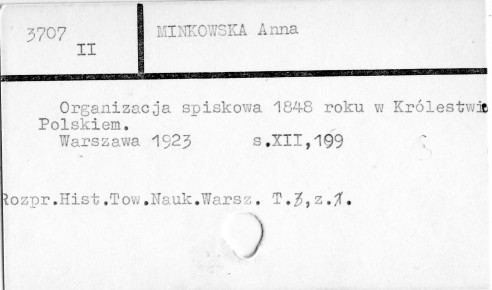 3707
II
MINKOWSKA Anna
Organizacja spiskowa 1848 roku w Królestwie
Polskiem.
Warszawa 1923 s.XII,199
Rozpr.Hist.Tow.Nauk.Warsz. T.3,z.1.